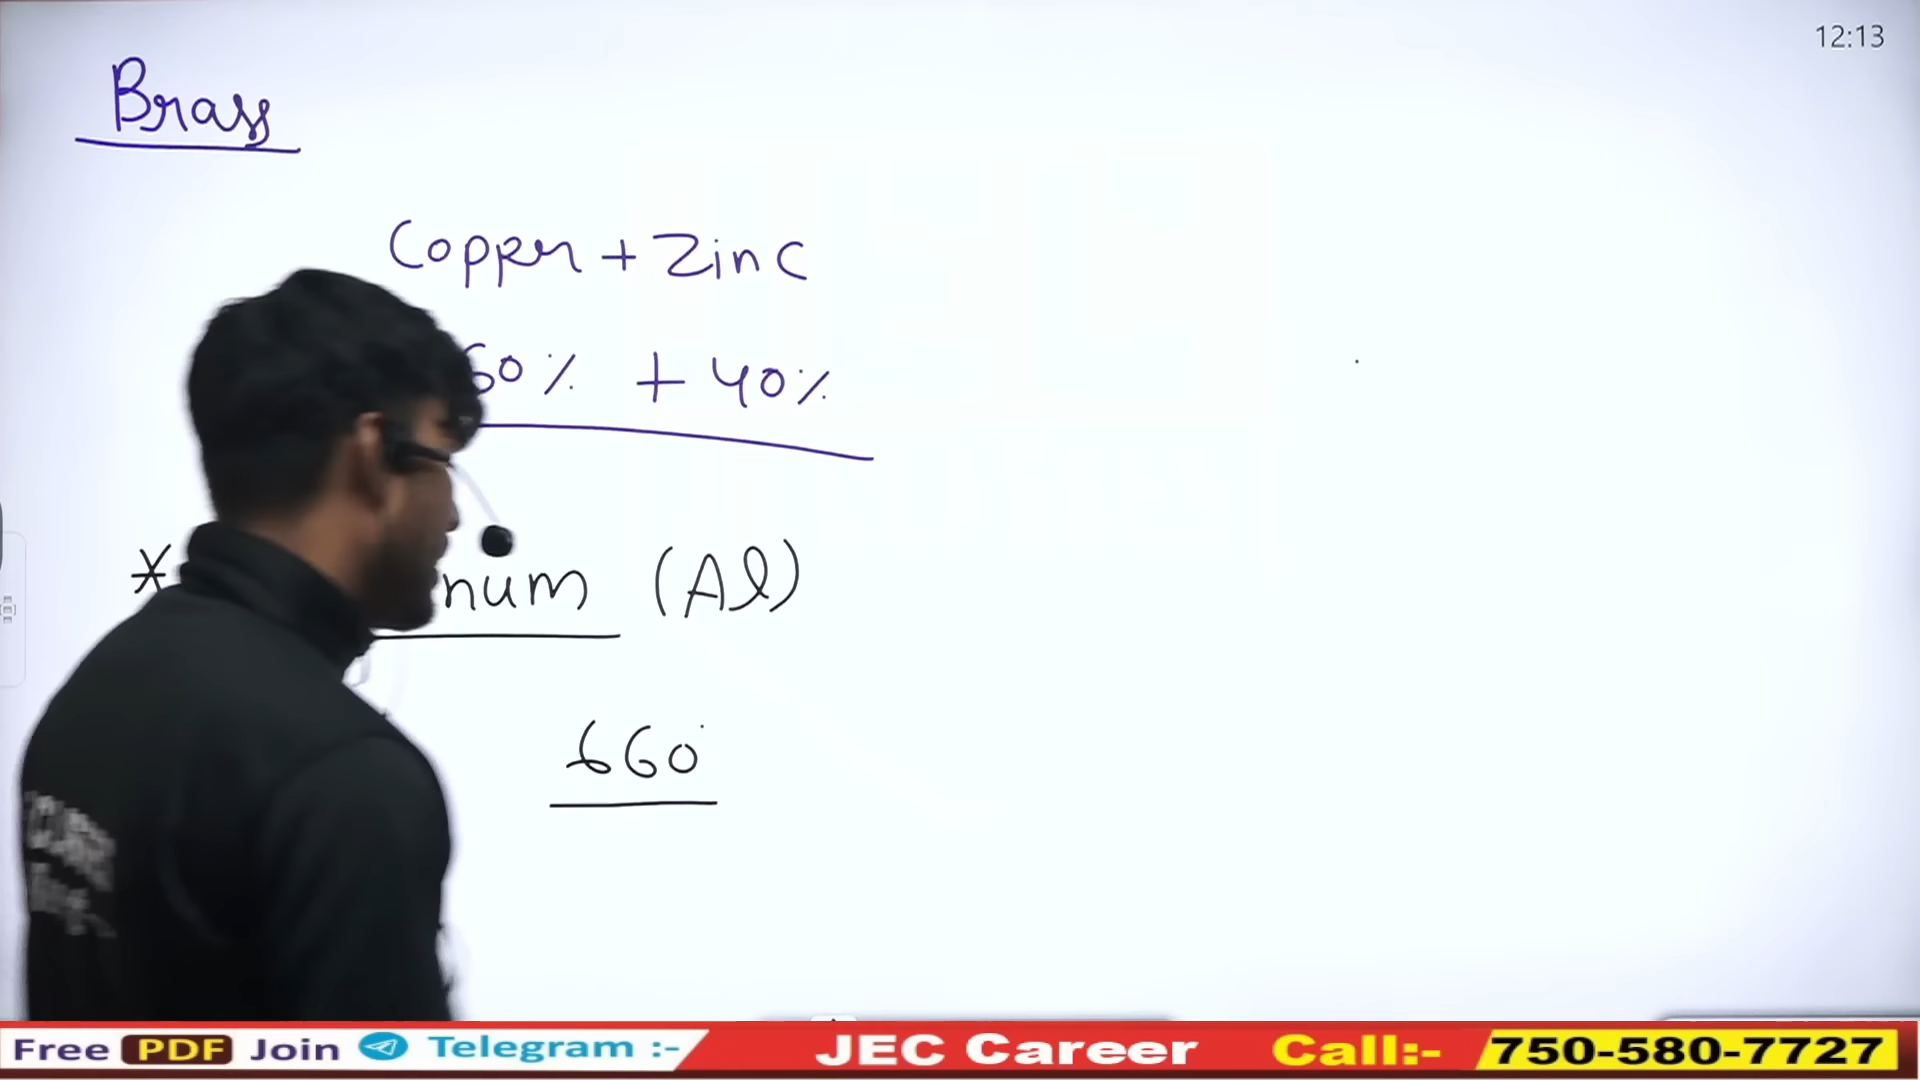 12:13
Brass
Copper + Zinc
60% + 40%
* num (Al)
660°
Free PDF Join Telegram :- JEC Career Call:- 750-580-7727